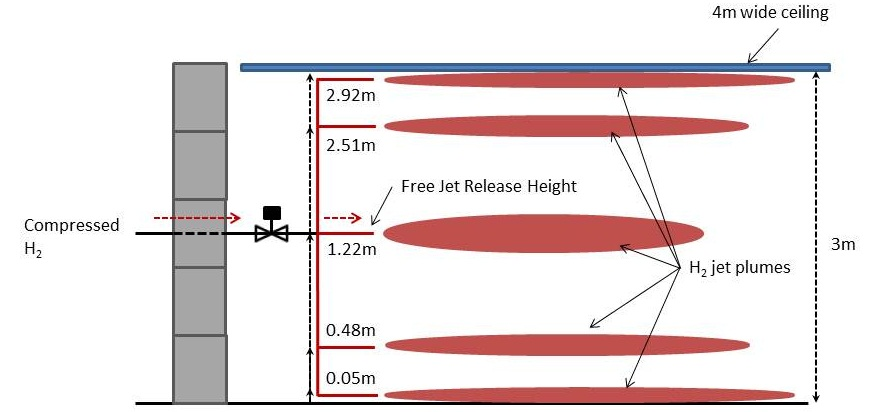 4m wide ceiling
2.92m
2.51m
Free Jet Release Height
Compressed
H₂
1.22m
3m
H₂ jet plumes
0.48m
0.05m